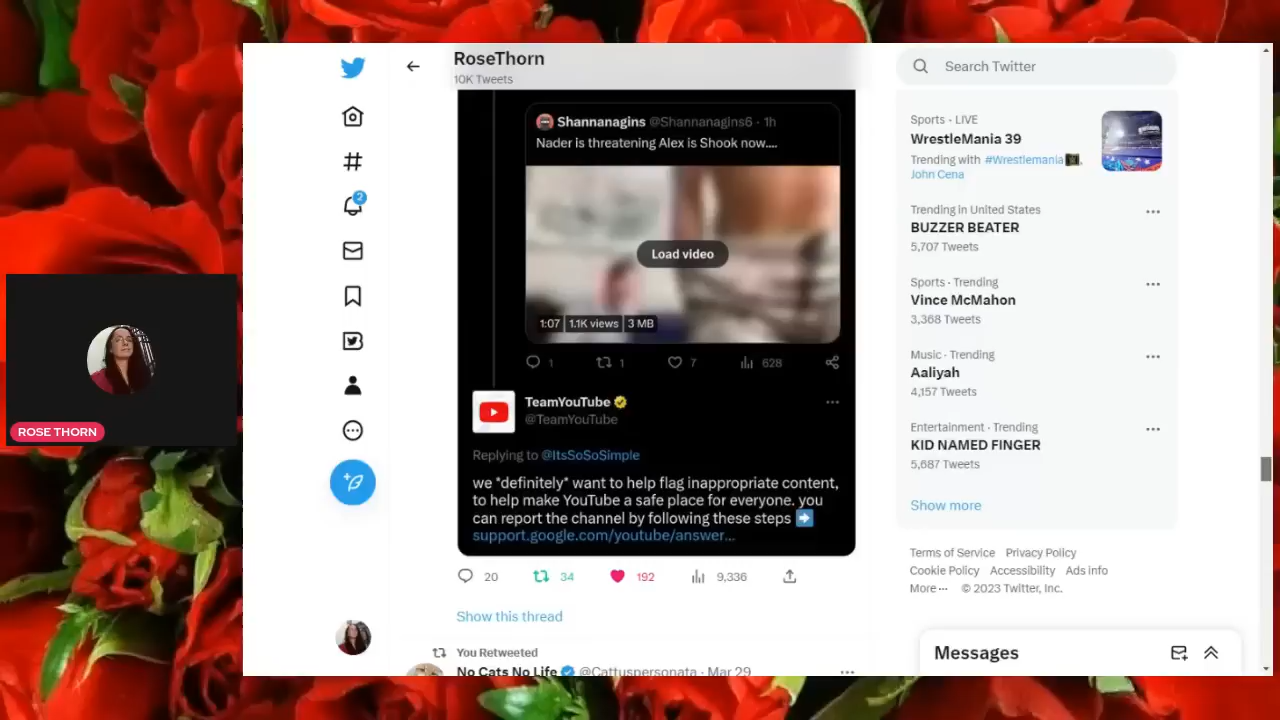 RoseThorn
10K Tweets
Shannanagins @Shannanagins6 · 1h
Nader is threatening Alex is Shook now....
Load video
1:07 1.1K views 3 MB
1 1 7 628
TeamYouTube
@TeamYouTube
Replying to @ItsSoSoSimple
we *definitely* want to help flag inappropriate content,
to help make YouTube a safe place for everyone. you
can report the channel by following these steps
support.google.com/youtube/answer...
20 34 192 9,336
Show this thread
You Retweeted
No Cats No Life @Cattuspersonata · Mar 29
2
ROSE THORN
Search Twitter
Sports · LIVE
WrestleMania 39
Trending with #Wrestlemania,
John Cena
Trending in United States
BUZZER BEATER
5,707 Tweets
Sports · Trending
Vince McMahon
3,368 Tweets
Music · Trending
Aaliyah
4,157 Tweets
Entertainment · Trending
KID NAMED FINGER
5,687 Tweets
Show more
Terms of Service Privacy Policy
Cookie Policy Accessibility Ads info
More ··· © 2023 Twitter, Inc.
Messages